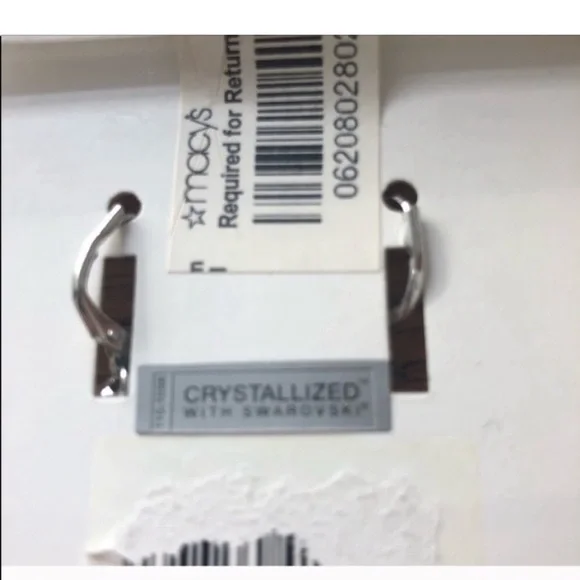 ☆macy's
Required for Return
0620802802
CRYSTALLIZED™
WITH SWAROVSKI®